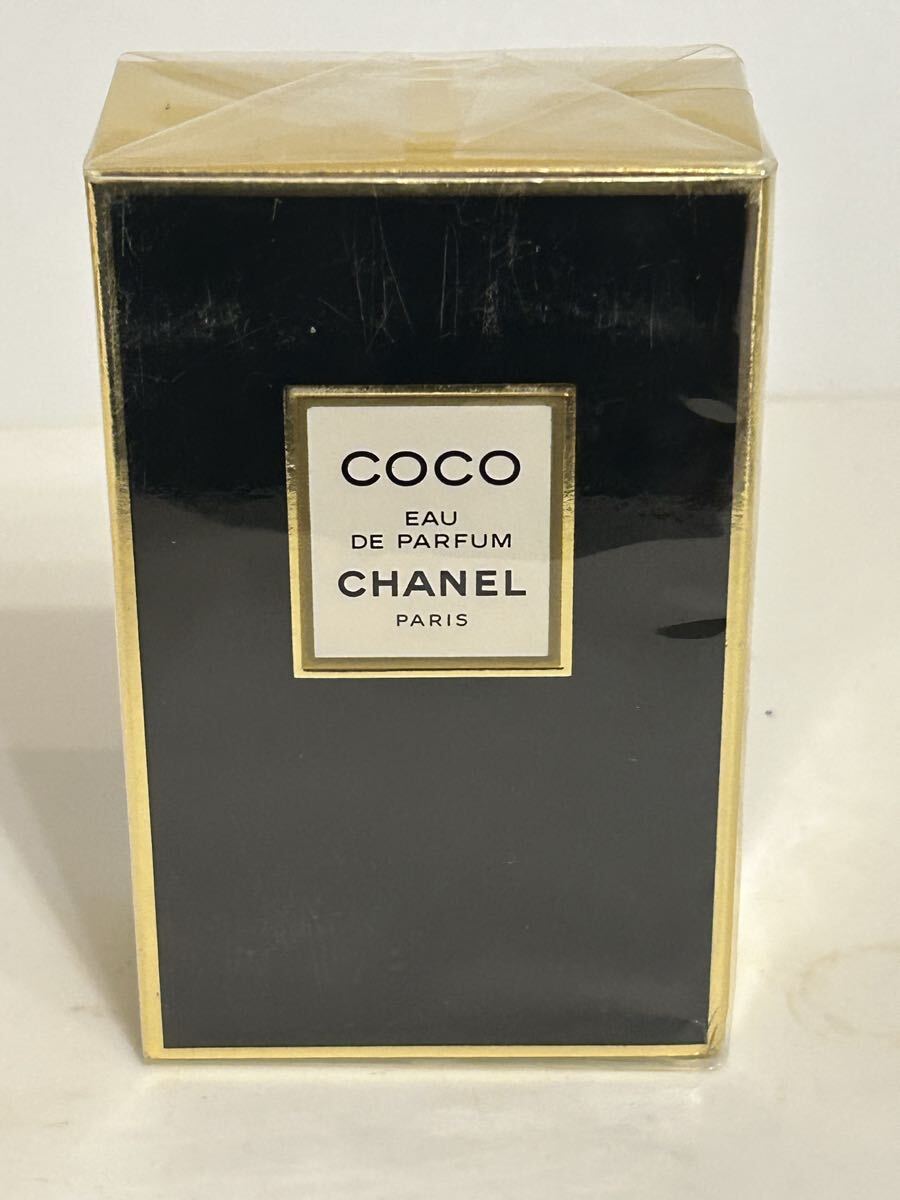 COCO
EAU
DE PARFUM
CHANEL
PARIS